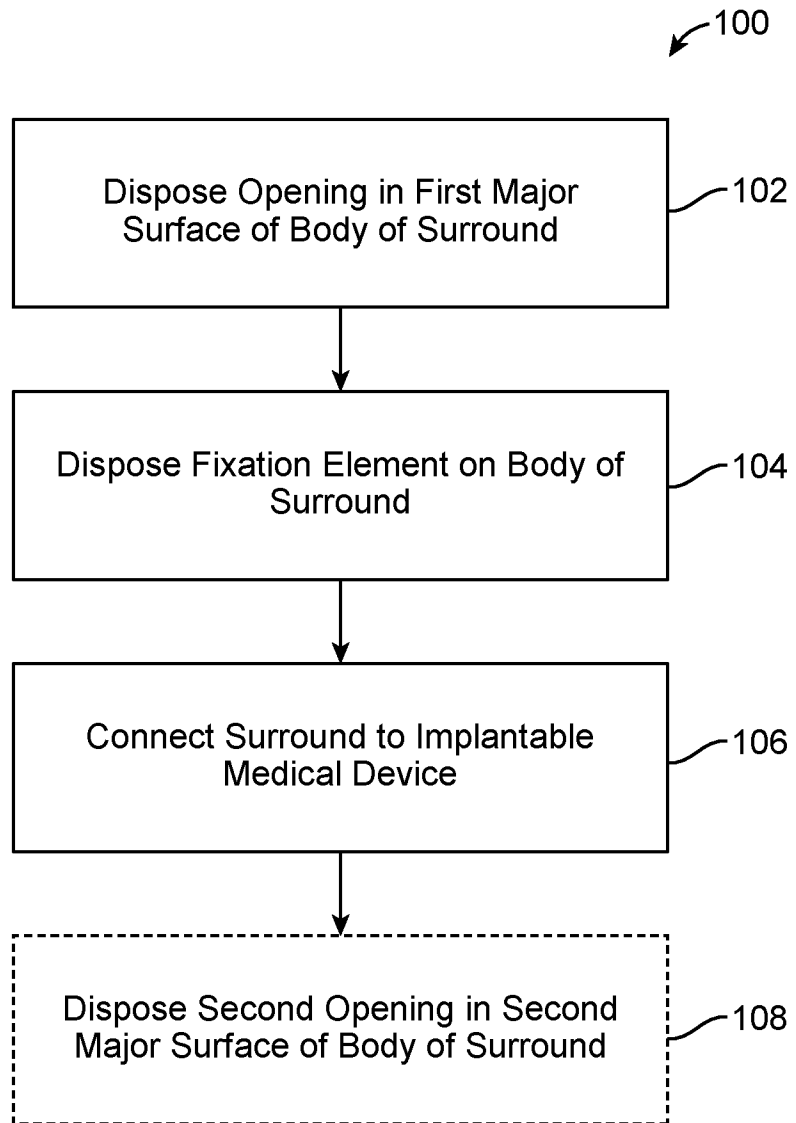 100
Dispose Opening in First Major
Surface of Body of Surround
102
Dispose Fixation Element on Body of
Surround
104
Connect Surround to Implantable
Medical Device
106
Dispose Second Opening in Second
Major Surface of Body of Surround
108